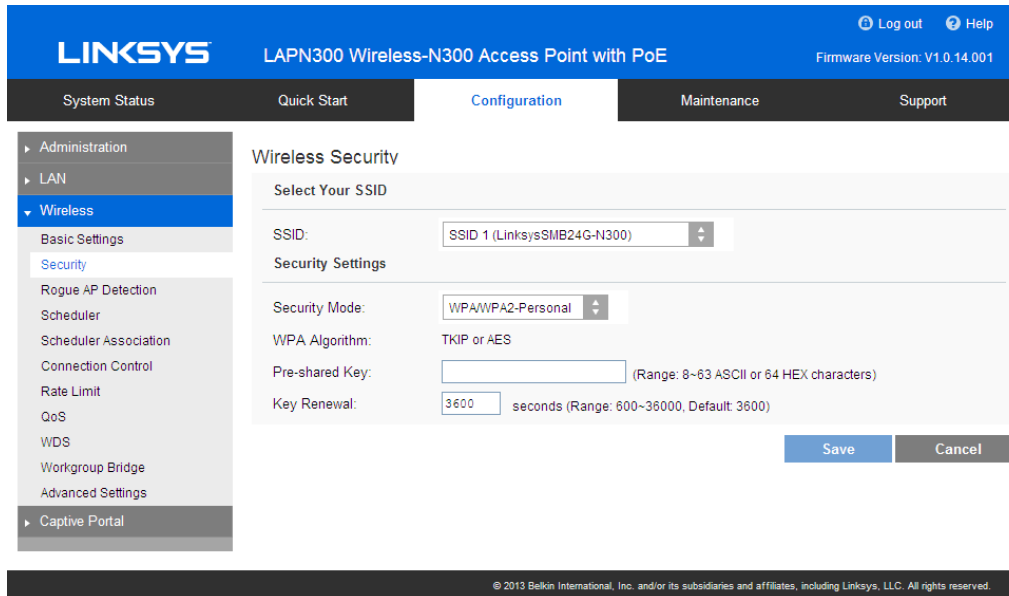 Log out Help
LINKSYS LAPN300 Wireless-N300 Access Point with PoE Firmware Version: V1.0.14.001
System Status Quick Start Configuration Maintenance Support
Administration
LAN
Wireless
Basic Settings
Security
Rogue AP Detection
Scheduler
Scheduler Association
Connection Control
Rate Limit
QoS
WDS
Workgroup Bridge
Advanced Settings
Captive Portal
Wireless Security
Select Your SSID
SSID: SSID 1 (LinksysSMB24G-N300)
Security Settings
Security Mode: WPA/WPA2-Personal
WPA Algorithm: TKIP or AES
Pre-shared Key: (Range: 8~63 ASCII or 64 HEX characters)
Key Renewal: 3600 seconds (Range: 600~36000, Default: 3600)
Save Cancel
© 2013 Belkin International, Inc. and/or its subsidiaries and affiliates, including Linksys, LLC. All rights reserved.